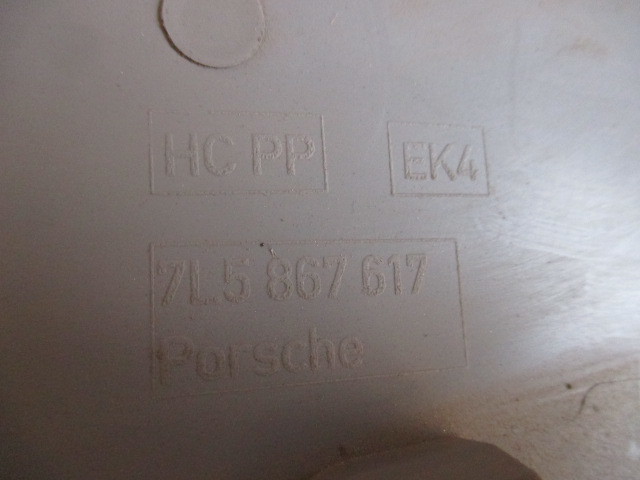 HC PP
EK4
7L5 867 617
Porsche